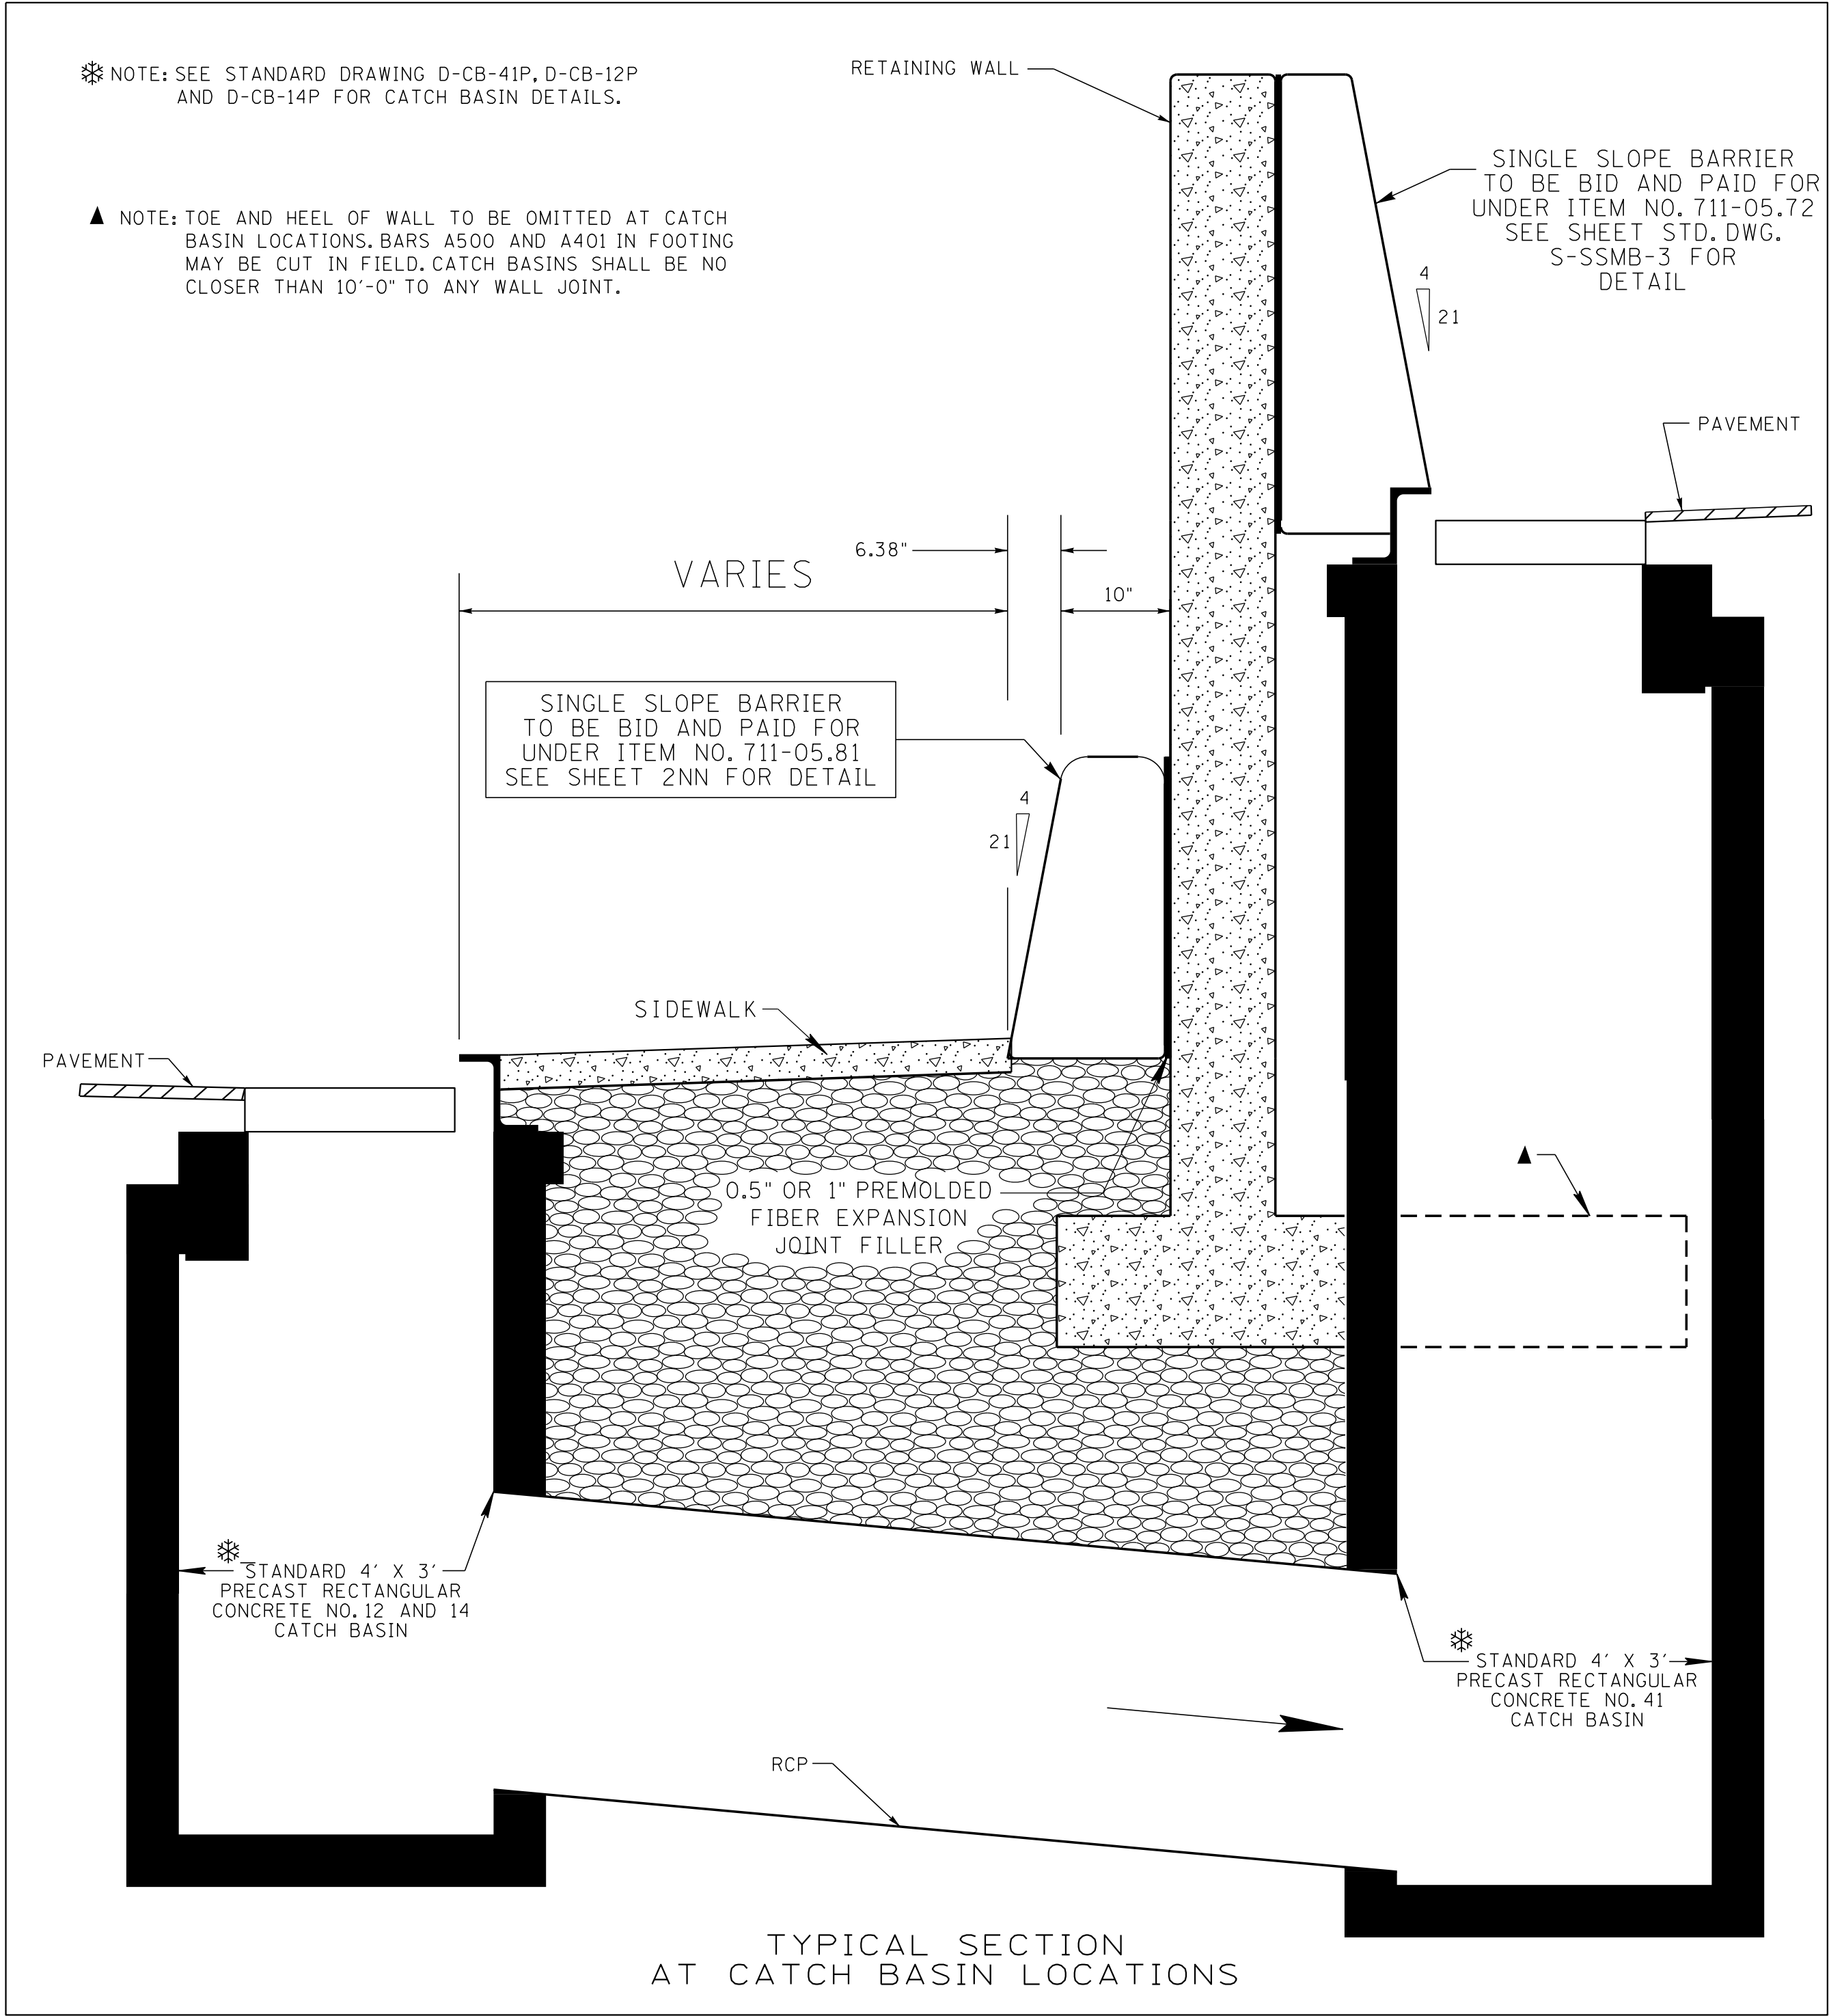 NOTE: SEE STANDARD DRAWING D-CB-41P, D-CB-12P
AND D-CB-14P FOR CATCH BASIN DETAILS.
RETAINING WALL
SINGLE SLOPE BARRIER
TO BE BID AND PAID FOR
UNDER ITEM NO. 711-05.72
SEE SHEET STD. DWG.
S-SSMB-3 FOR
DETAIL
NOTE: TOE AND HEEL OF WALL TO BE OMITTED AT CATCH
BASIN LOCATIONS. BARS A500 AND A401 IN FOOTING
MAY BE CUT IN FIELD. CATCH BASINS SHALL BE NO
CLOSER THAN 10'-0" TO ANY WALL JOINT.
4
21
PAVEMENT
6.38"
VARIES
10"
SINGLE SLOPE BARRIER
TO BE BID AND PAID FOR
UNDER ITEM NO. 711-05.81
SEE SHEET 2NN FOR DETAIL
4
21
SIDEWALK
PAVEMENT
0.5" OR 1" PREMOLDED
FIBER EXPANSION
JOINT FILLER
STANDARD 4' X 3'
PRECAST RECTANGULAR
CONCRETE NO. 12 AND 14
CATCH BASIN
STANDARD 4' X 3'
PRECAST RECTANGULAR
CONCRETE NO. 41
CATCH BASIN
RCP
TYPICAL SECTION
AT CATCH BASIN LOCATIONS